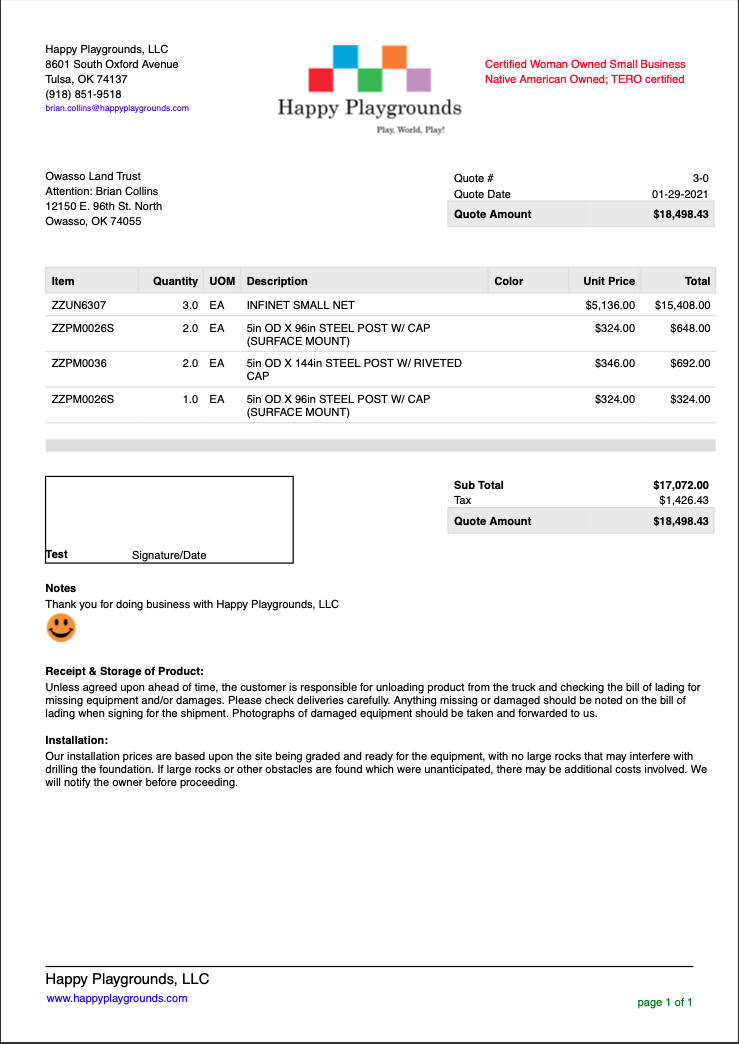 Happy Playgrounds, LLC
8601 South Oxford Avenue
Tulsa, OK 74137
(918) 851-9518
brian.collins@happyplaygrounds.com
Happy Playgrounds
Play, World, Play!
Certified Woman Owned Small Business
Native American Owned; TERO certified
Owasso Land Trust
Attention: Brian Collins
12150 E. 96th St. North
Owasso, OK 74055
Quote # 3-0
Quote Date 01-29-2021
Quote Amount $18,498.43
Item Quantity UOM Description Color Unit Price Total
ZZUN6307 3.0 EA INFINET SMALL NET $5,136.00 $15,408.00
ZZPM0026S 2.0 EA 5in OD X 96in STEEL POST W/ CAP $324.00 $648.00
(SURFACE MOUNT)
ZZPM0036 2.0 EA 5in OD X 144in STEEL POST W/ RIVETED $346.00 $692.00
CAP
ZZPM0026S 1.0 EA 5in OD X 96in STEEL POST W/ CAP $324.00 $324.00
(SURFACE MOUNT)
Sub Total $17,072.00
Tax $1,426.43
Quote Amount $18,498.43
Test Signature/Date
Notes
Thank you for doing business with Happy Playgrounds, LLC
Receipt & Storage of Product:
Unless agreed upon ahead of time, the customer is responsible for unloading product from the truck and checking the bill of lading for
missing equipment and/or damages. Please check deliveries carefully. Anything missing or damaged should be noted on the bill of
lading when signing for the shipment. Photographs of damaged equipment should be taken and forwarded to us.
Installation:
Our installation prices are based upon the site being graded and ready for the equipment, with no large rocks that may interfere with
drilling the foundation. If large rocks or other obstacles are found which were unanticipated, there may be additional costs involved. We
will notify the owner before proceeding.
Happy Playgrounds, LLC
www.happyplaygrounds.com
page 1 of 1